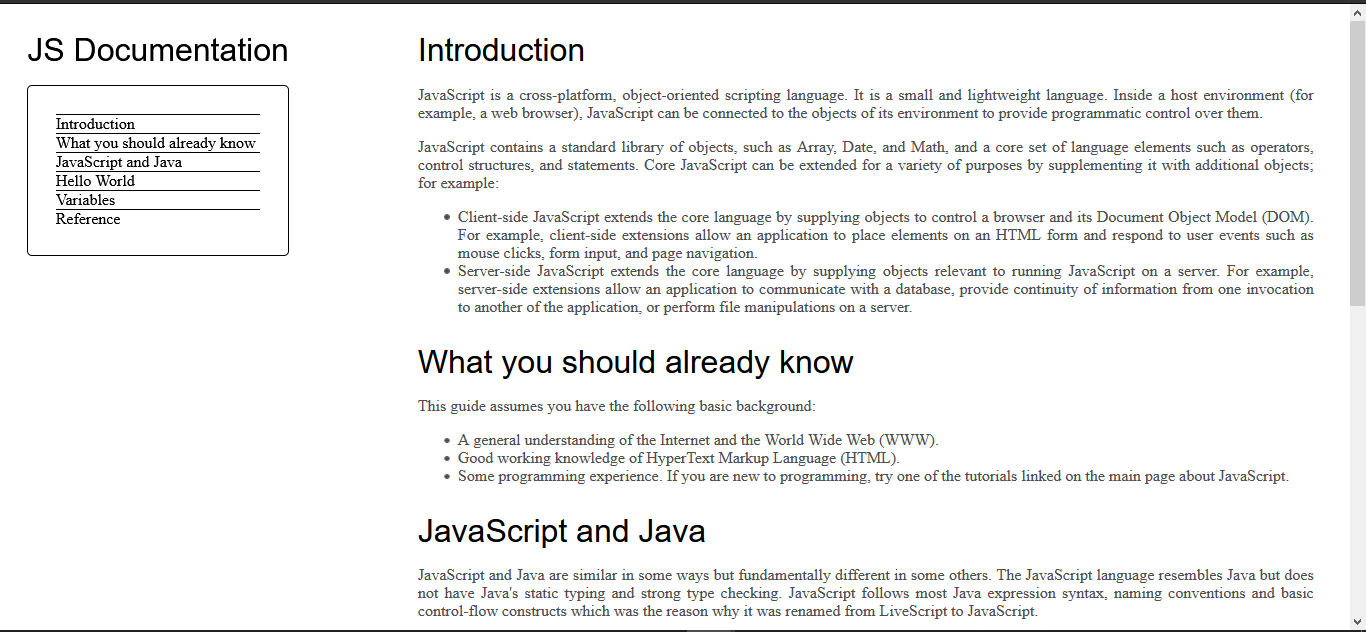 JS Documentation
Introduction
What you should already know
JavaScript and Java
Hello World
Variables
Reference
Introduction
JavaScript is a cross-platform, object-oriented scripting language. It is a small and lightweight language. Inside a host environment (for
example, a web browser), JavaScript can be connected to the objects of its environment to provide programmatic control over them.
JavaScript contains a standard library of objects, such as Array, Date, and Math, and a core set of language elements such as operators,
control structures, and statements. Core JavaScript can be extended for a variety of purposes by supplementing it with additional objects;
for example:
• Client-side JavaScript extends the core language by supplying objects to control a browser and its Document Object Model (DOM).
For example, client-side extensions allow an application to place elements on an HTML form and respond to user events such as
mouse clicks, form input, and page navigation.
• Server-side JavaScript extends the core language by supplying objects relevant to running JavaScript on a server. For example,
server-side extensions allow an application to communicate with a database, provide continuity of information from one invocation
to another of the application, or perform file manipulations on a server.
What you should already know
This guide assumes you have the following basic background:
• A general understanding of the Internet and the World Wide Web (WWW).
• Good working knowledge of HyperText Markup Language (HTML).
• Some programming experience. If you are new to programming, try one of the tutorials linked on the main page about JavaScript.
JavaScript and Java
JavaScript and Java are similar in some ways but fundamentally different in some others. The JavaScript language resembles Java but does
not have Java's static typing and strong type checking. JavaScript follows most Java expression syntax, naming conventions and basic
control-flow constructs which was the reason why it was renamed from LiveScript to JavaScript.